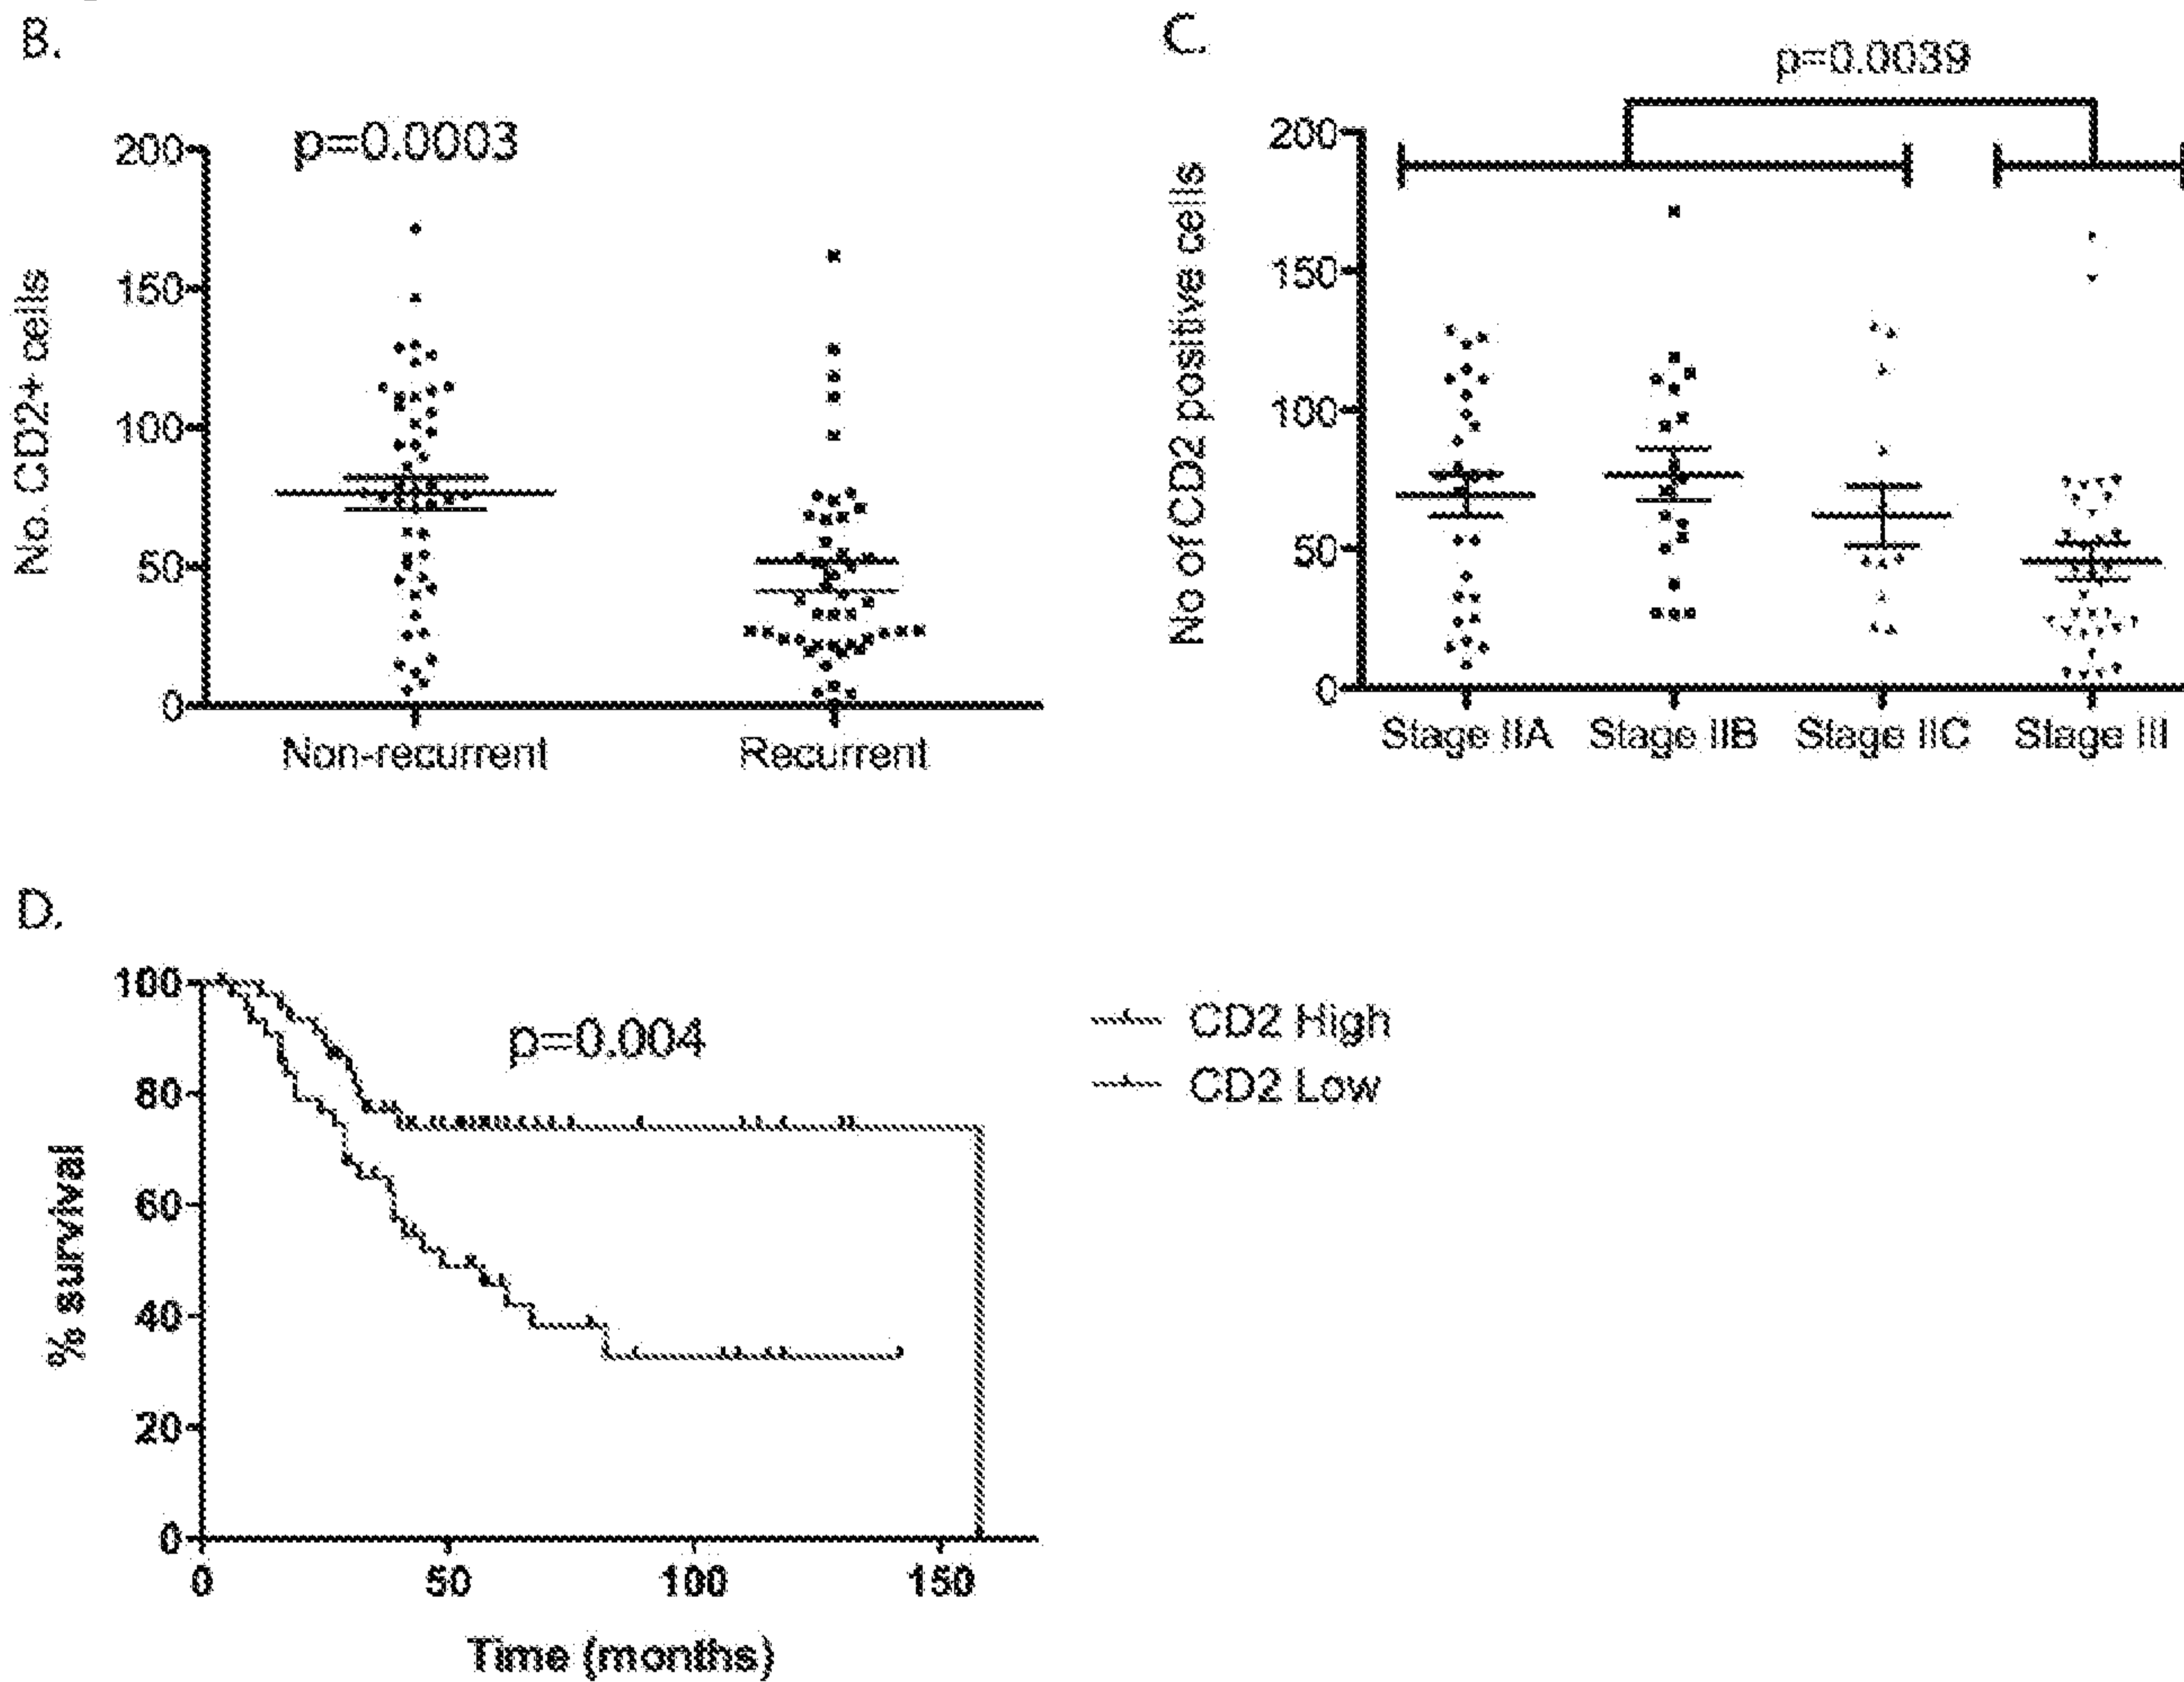 B.
p=0.0003
No. CD2+ cells
200
150
100
50
0
Non-recurrent
Recurrent
C.
p=0.0039
No of CD2 positive cells
200
150
100
50
0
Stage IIA
Stage IIB
Stage IIC
Stage III
D.
p=0.004
% survival
100
80
60
40
20
0
0
50
100
150
Time (months)
CD2 High
CD2 Low